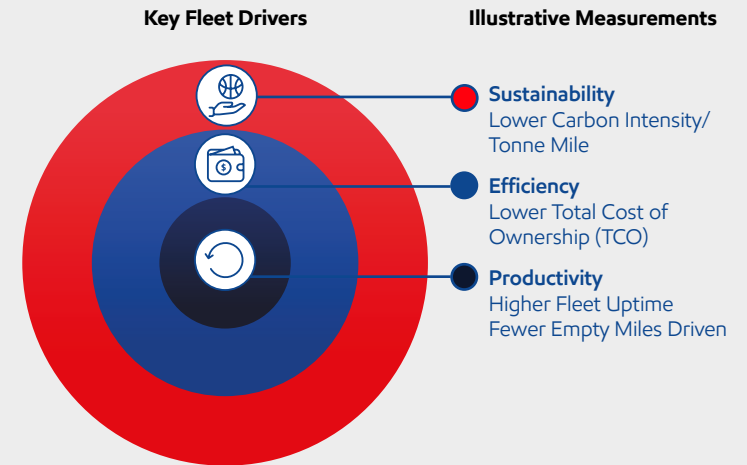 Key Fleet Drivers
Illustrative Measurements
Sustainability
Lower Carbon Intensity/
Tonne Mile
$
Efficiency
Lower Total Cost of
Ownership (TCO)
Productivity
Higher Fleet Uptime
Fewer Empty Miles Driven